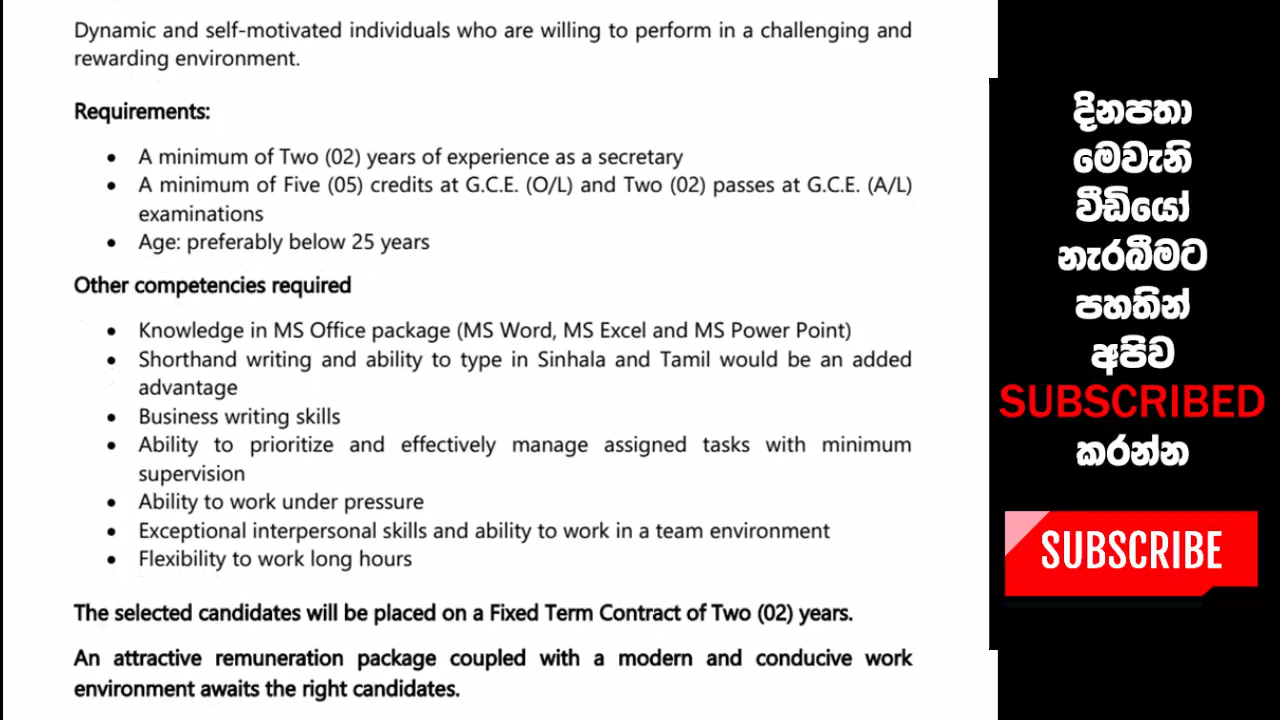 Dynamic and self-motivated individuals who are willing to perform in a challenging and
rewarding environment.
Requirements:
• A minimum of Two (02) years of experience as a secretary
• A minimum of Five (05) credits at G.C.E. (O/L) and Two (02) passes at G.C.E. (A/L)
examinations
• Age: preferably below 25 years
Other competencies required
• Knowledge in MS Office package (MS Word, MS Excel and MS Power Point)
• Shorthand writing and ability to type in Sinhala and Tamil would be an added
advantage
• Business writing skills
• Ability to prioritize and effectively manage assigned tasks with minimum
supervision
• Ability to work under pressure
• Exceptional interpersonal skills and ability to work in a team environment
• Flexibility to work long hours
The selected candidates will be placed on a Fixed Term Contract of Two (02) years.
An attractive remuneration package coupled with a modern and conducive work
environment awaits the right candidates.
දිනපතා
මෙවැනි
වීඩියෝ
නැරබීමට
පහතින්
අපිව
SUBSCRIBED
කරන්න
SUBSCRIBE